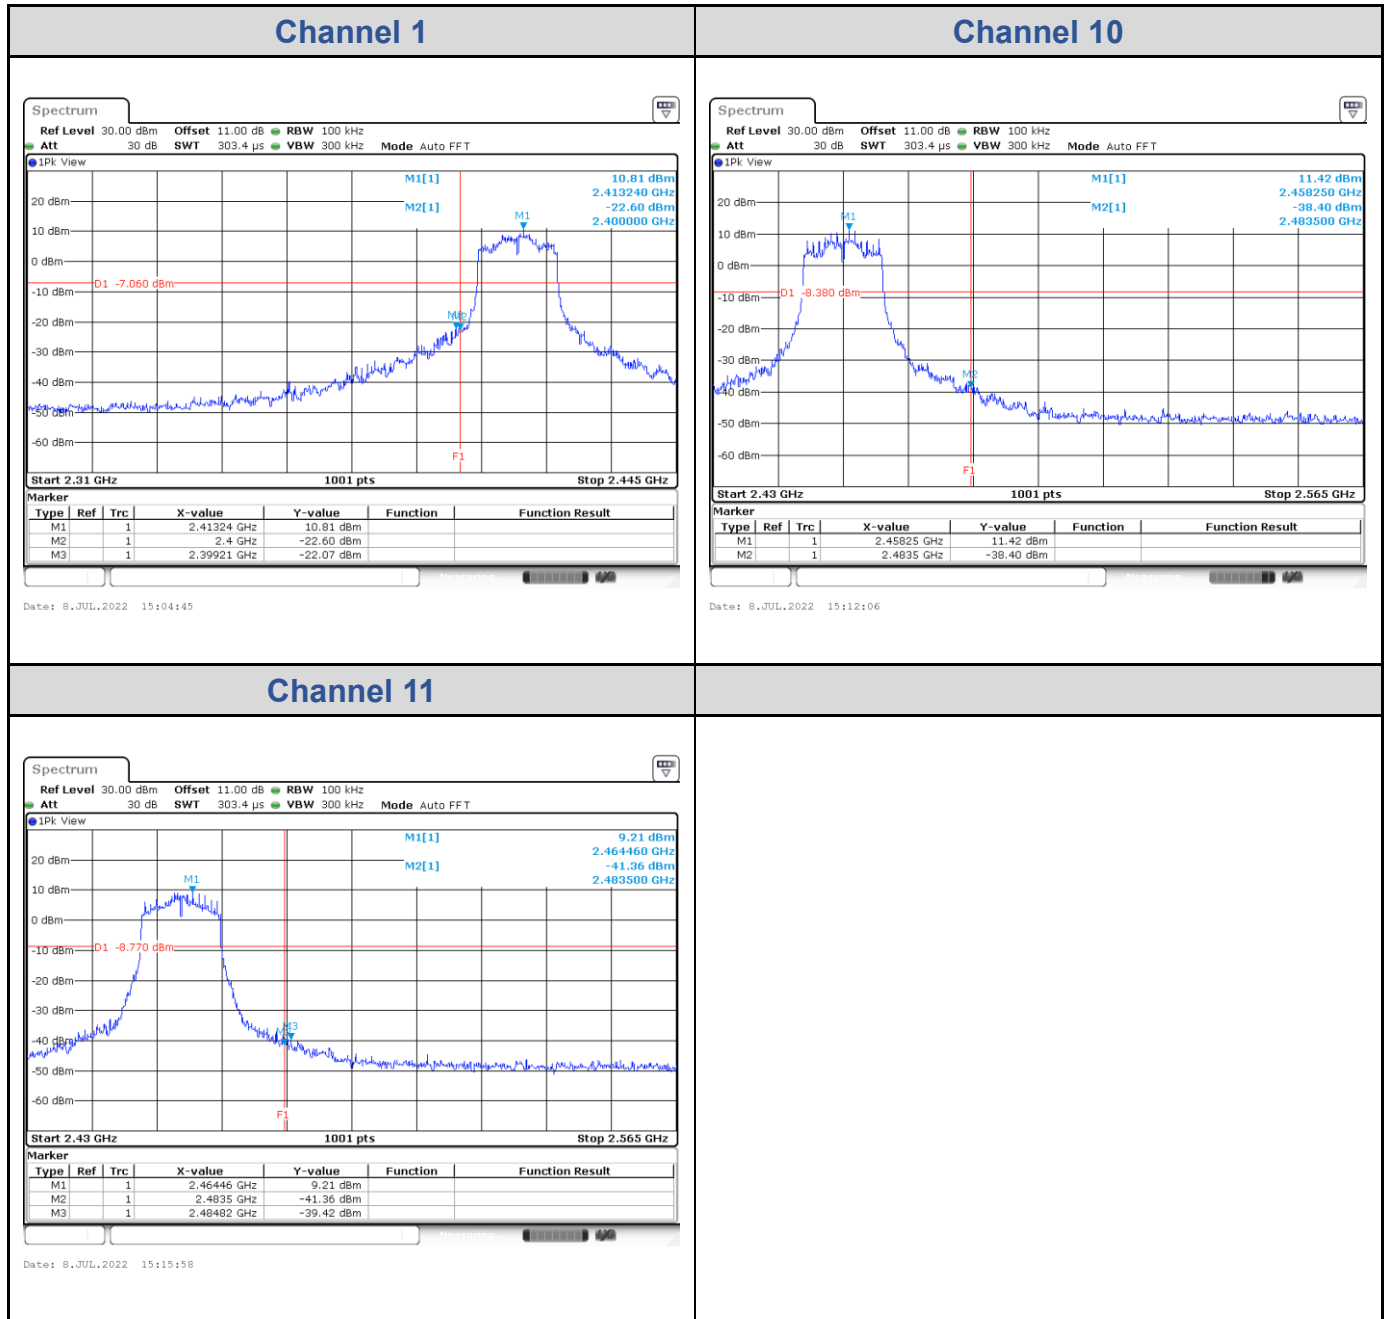 Channel 1
Channel 10
Spectrum
Ref Level 30.00 dBm Offset 11.00 dB RBW 100 kHz
Att 30 dB SWT 303.4 µs VBW 300 kHz Mode Auto FFT
1Pk View
M1[1] 10.81 dBm
2.413240 GHz
M2[1] -22.60 dBm
2.400000 GHz
20 dBm
M1
10 dBm
0 dBm
D1 -7.060 dBm
-10 dBm
-20 dBm
M2
-30 dBm
-40 dBm
-50 dBm
-60 dBm
F1
Start 2.31 GHz 1001 pts Stop 2.445 GHz
Marker
Type Ref Trc X-value Y-value Function Function Result
M1 1 2.41324 GHz 10.81 dBm
M2 1 2.4 GHz -22.60 dBm
M3 1 2.39921 GHz -22.07 dBm
Measuring
Date: 8.JUL.2022 15:04:45
Spectrum
Ref Level 30.00 dBm Offset 11.00 dB RBW 100 kHz
Att 30 dB SWT 303.4 µs VBW 300 kHz Mode Auto FFT
1Pk View
M1[1] 11.42 dBm
2.458250 GHz
M2[1] -38.40 dBm
2.483500 GHz
20 dBm
M1
10 dBm
0 dBm
D1 -8.380 dBm
-10 dBm
-20 dBm
-30 dBm
M2
-40 dBm
-50 dBm
-60 dBm
F1
Start 2.43 GHz 1001 pts Stop 2.565 GHz
Marker
Type Ref Trc X-value Y-value Function Function Result
M1 1 2.45825 GHz 11.42 dBm
M2 1 2.4835 GHz -38.40 dBm
Measuring
Date: 8.JUL.2022 15:12:06
Channel 11
Spectrum
Ref Level 30.00 dBm Offset 11.00 dB RBW 100 kHz
Att 30 dB SWT 303.4 µs VBW 300 kHz Mode Auto FFT
1Pk View
M1[1] 9.21 dBm
2.464460 GHz
M2[1] -41.36 dBm
2.483500 GHz
20 dBm
M1
10 dBm
0 dBm
D1 -8.770 dBm
-10 dBm
-20 dBm
-30 dBm
M3
-40 dBm
-50 dBm
-60 dBm
F1
Start 2.43 GHz 1001 pts Stop 2.565 GHz
Marker
Type Ref Trc X-value Y-value Function Function Result
M1 1 2.46446 GHz 9.21 dBm
M2 1 2.4835 GHz -41.36 dBm
M3 1 2.48482 GHz -39.42 dBm
Measuring
Date: 8.JUL.2022 15:15:58